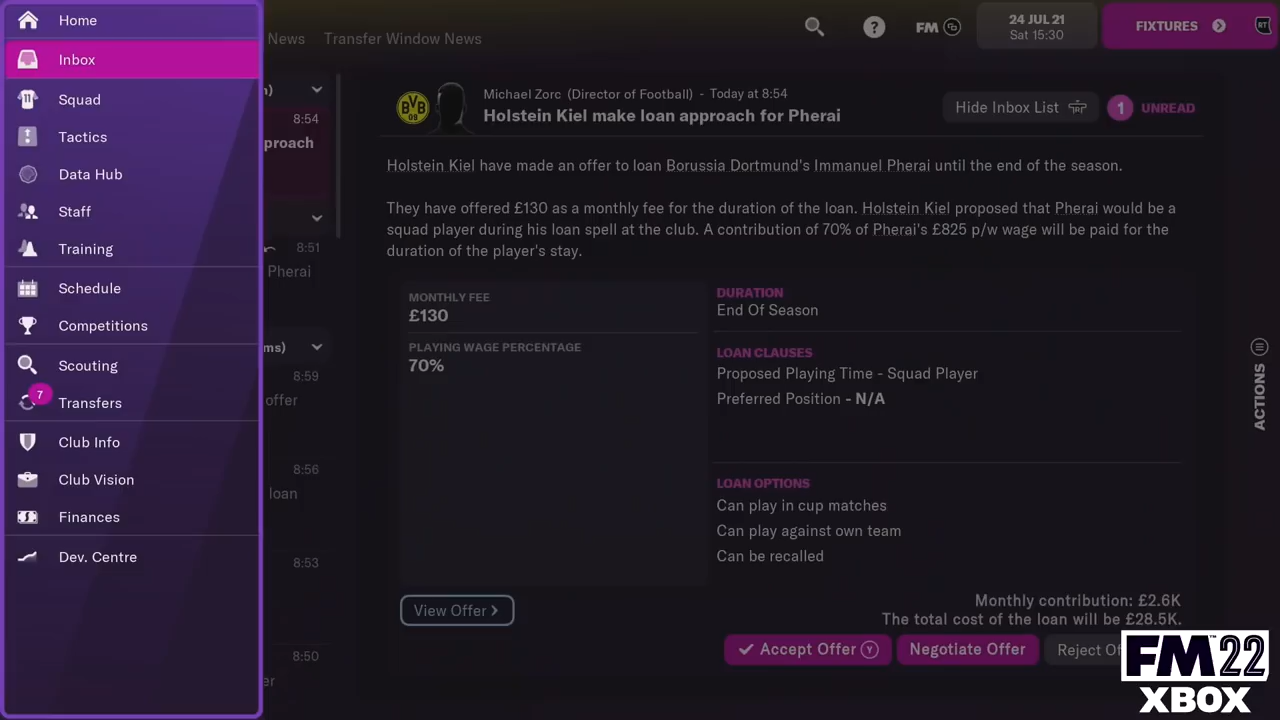 Home
Inbox
Squad
Tactics
Data Hub
Staff
Training
Schedule
Competitions
Scouting
7
Transfers
Club Info
Club Vision
Finances
Dev. Centre
News
Transfer Window News
?
FM
24 JUL 21
Sat 15:30
FIXTURES
RT
8:54
proach
8:51
Pherai
ms)
8:59
offer
8:56
loan
8:53
8:50
er
BVB
09
Michael Zorc (Director of Football) - Today at 8:54
Holstein Kiel make loan approach for Pherai
Hide Inbox List
1 UNREAD
Holstein Kiel have made an offer to loan Borussia Dortmund's Immanuel Pherai until the end of the season.
They have offered £130 as a monthly fee for the duration of the loan. Holstein Kiel proposed that Pherai would be a
squad player during his loan spell at the club. A contribution of 70% of Pherai's £825 p/w wage will be paid for the
duration of the player's stay.
MONTHLY FEE
£130
PLAYING WAGE PERCENTAGE
70%
DURATION
End Of Season
LOAN CLAUSES
Proposed Playing Time - Squad Player
Preferred Position - N/A
LOAN OPTIONS
Can play in cup matches
Can play against own team
Can be recalled
View Offer
Monthly contribution: £2.6K
The total cost of the loan will be £28.5K.
Accept Offer Y
Negotiate Offer
Reject Of
ACTIONS
FM™22
XBOX